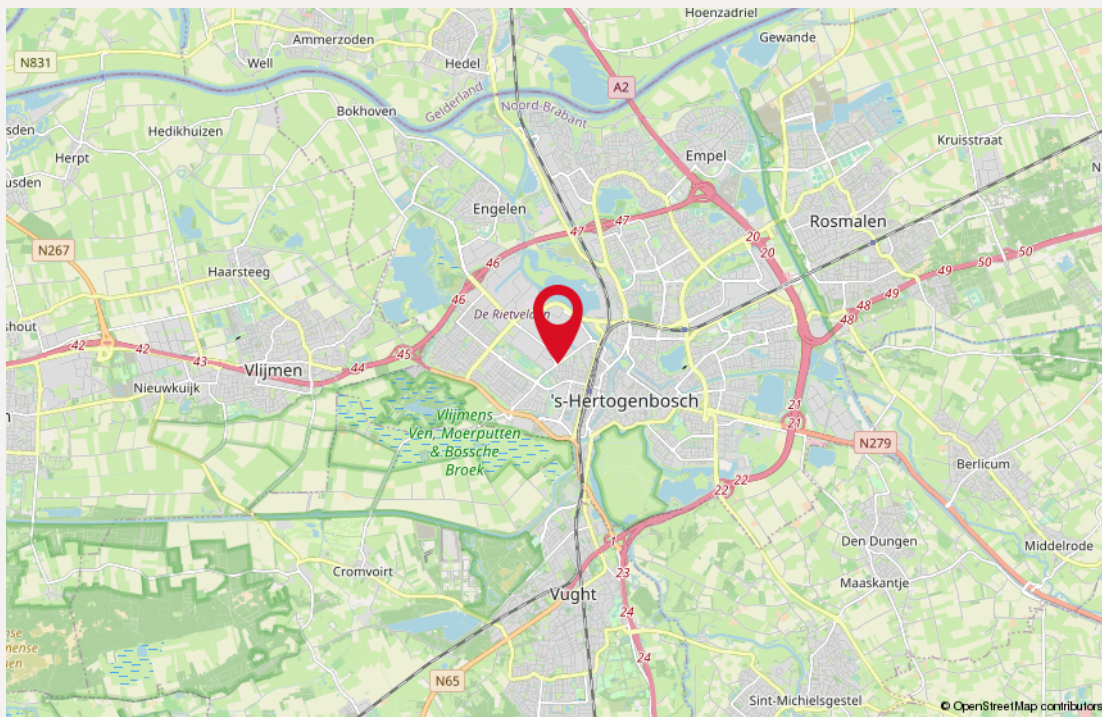 Hoenzadriel
Ammerzoden
Gewande
Well
Hedel
N831
A2
Gelderland
Noord-Brabant
Bokhoven
Hedikhuizen
Kruisstraat
Herpt
Empel
Engelen
Rosmalen
47
47
20
20
N267
Haarsteeg
46
46
50
50
49
49
48
48
De Rietvelden
42
42
43
44
45
Vlijmen
Nieuwkuijk
's-Hertogenbosch
21
21
Vlijmens
Ven, Moerputten
& Bossche
Broek
N279
Berlicum
22
22
1
Den Dungen
Middelrode
Cromvoirt
23
Maaskantje
Vught
24
24
N65
Sint-Michielsgestel
© OpenStreetMap contributors